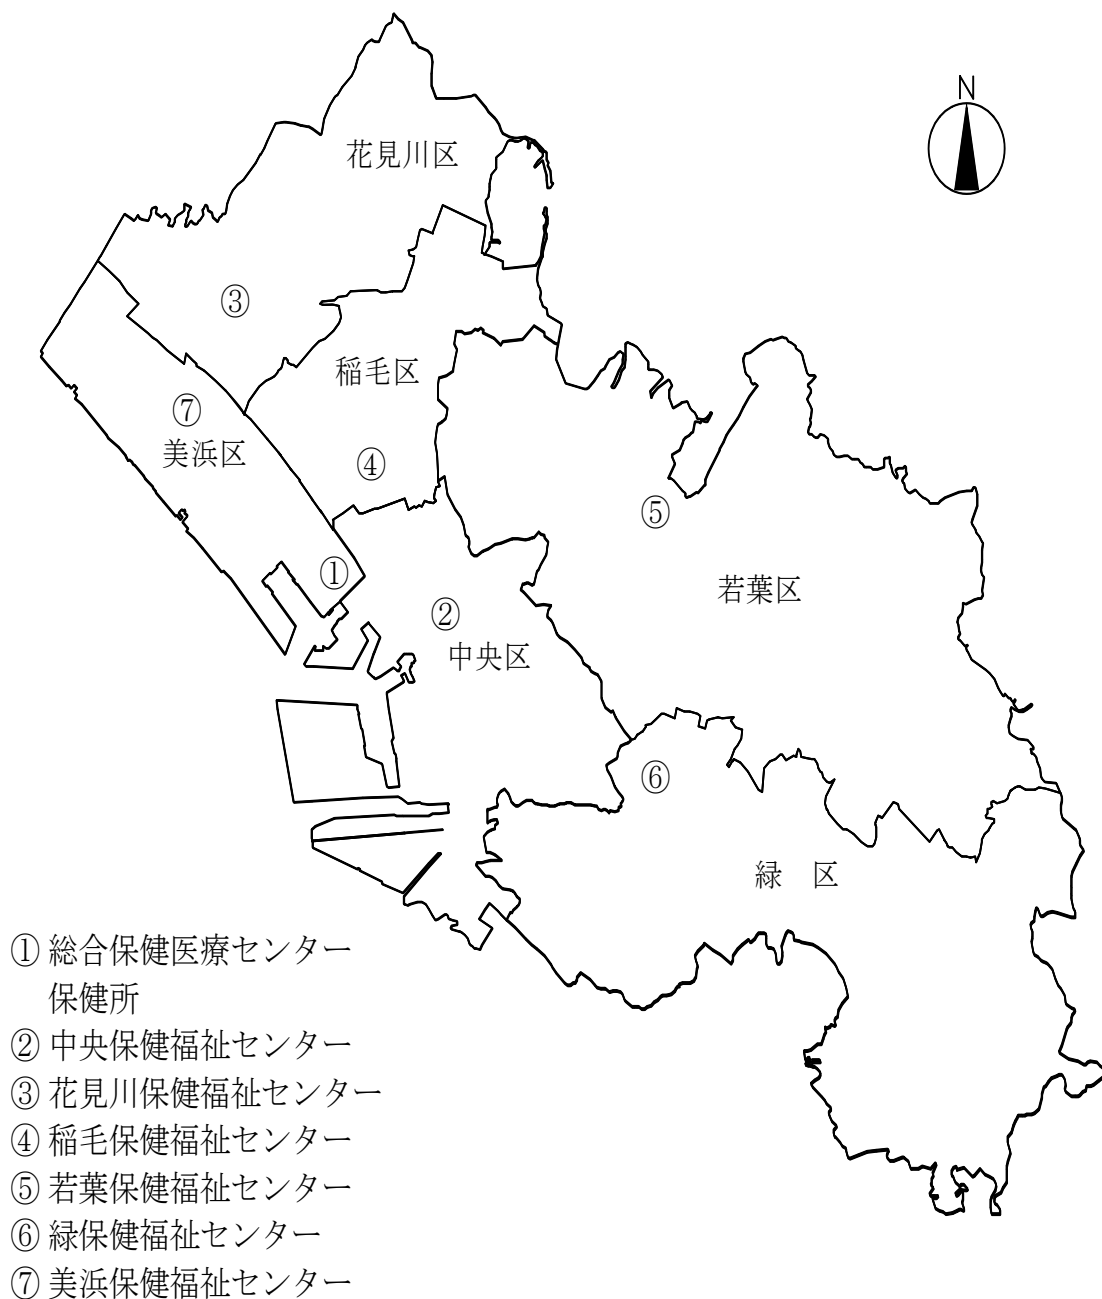 N
花見川区
③
稲毛区
⑦
美浜区
④
⑤
①
若葉区
②
中央区
⑥
緑　区
① 総合保健医療センター
保健所
② 中央保健福祉センター
③ 花見川保健福祉センター
④ 稲毛保健福祉センター
⑤ 若葉保健福祉センター
⑥ 緑保健福祉センター
⑦ 美浜保健福祉センター